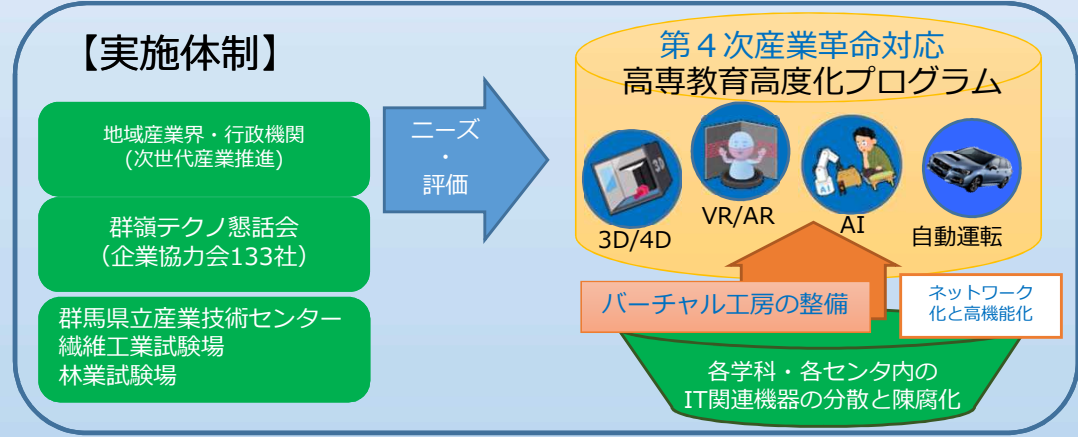 【実施体制】
地域産業界・行政機関
(次世代産業推進)
群嶺テクノ懇話会
（企業協力会133社）
群馬県立産業技術センター
繊維工業試験場
林業試験場
ニーズ
・
評価
第４次産業革命対応
高専教育高度化プログラム
3D
AI
3D/4D
VR/AR
AI
自動運転
バーチャル工房の整備
ネットワーク
化と高機能化
各学科・各センタ内の
IT関連機器の分散と陳腐化